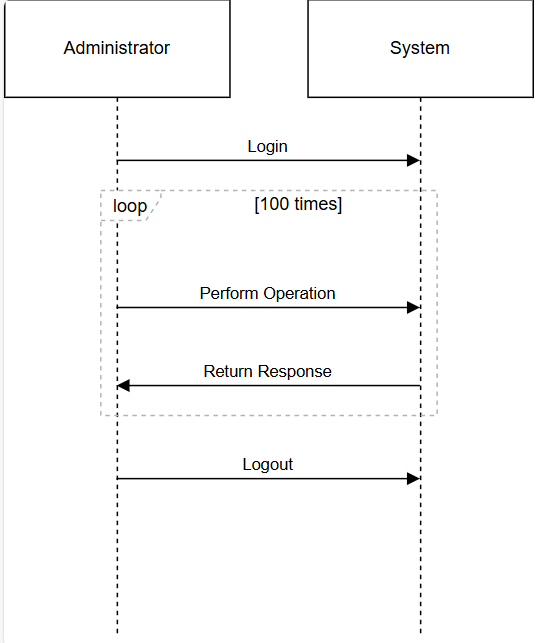 Administrator
System
Login
loop
[100 times]
Perform Operation
Return Response
Logout